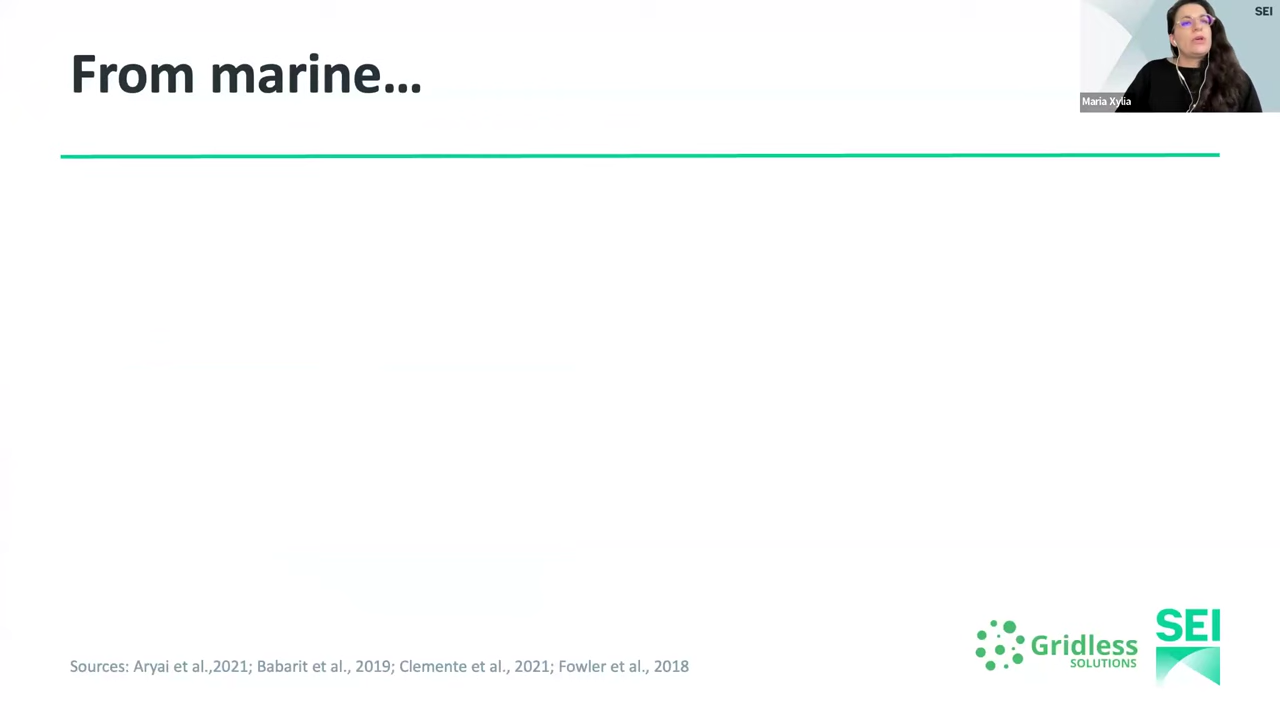 From marine...
SEI
Maria Xylia
Sources: Aryai et al.,2021; Babarit et al., 2019; Clemente et al., 2021; Fowler et al., 2018
Gridless
SOLUTIONS
SEI